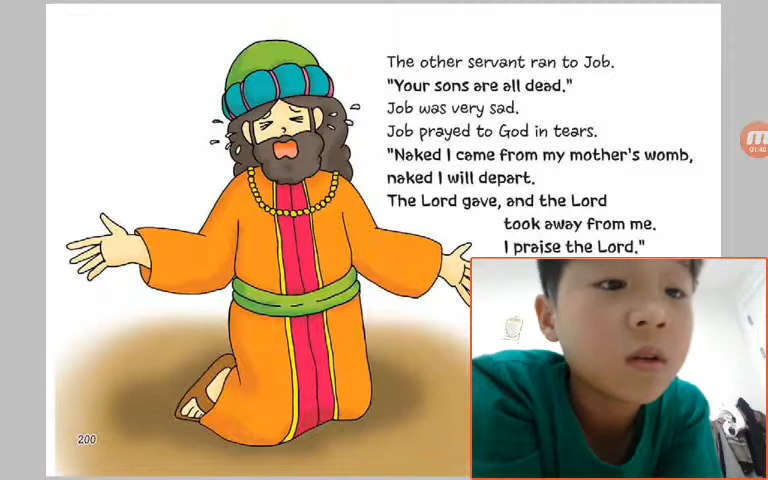 The other servant ran to Job.
"Your sons are all dead."
Job was very sad.
Job prayed to God in tears.
"Naked I came from my mother's womb,
naked I will depart.
The Lord gave, and the Lord
took away from me.
I praise the Lord."
01:48
200